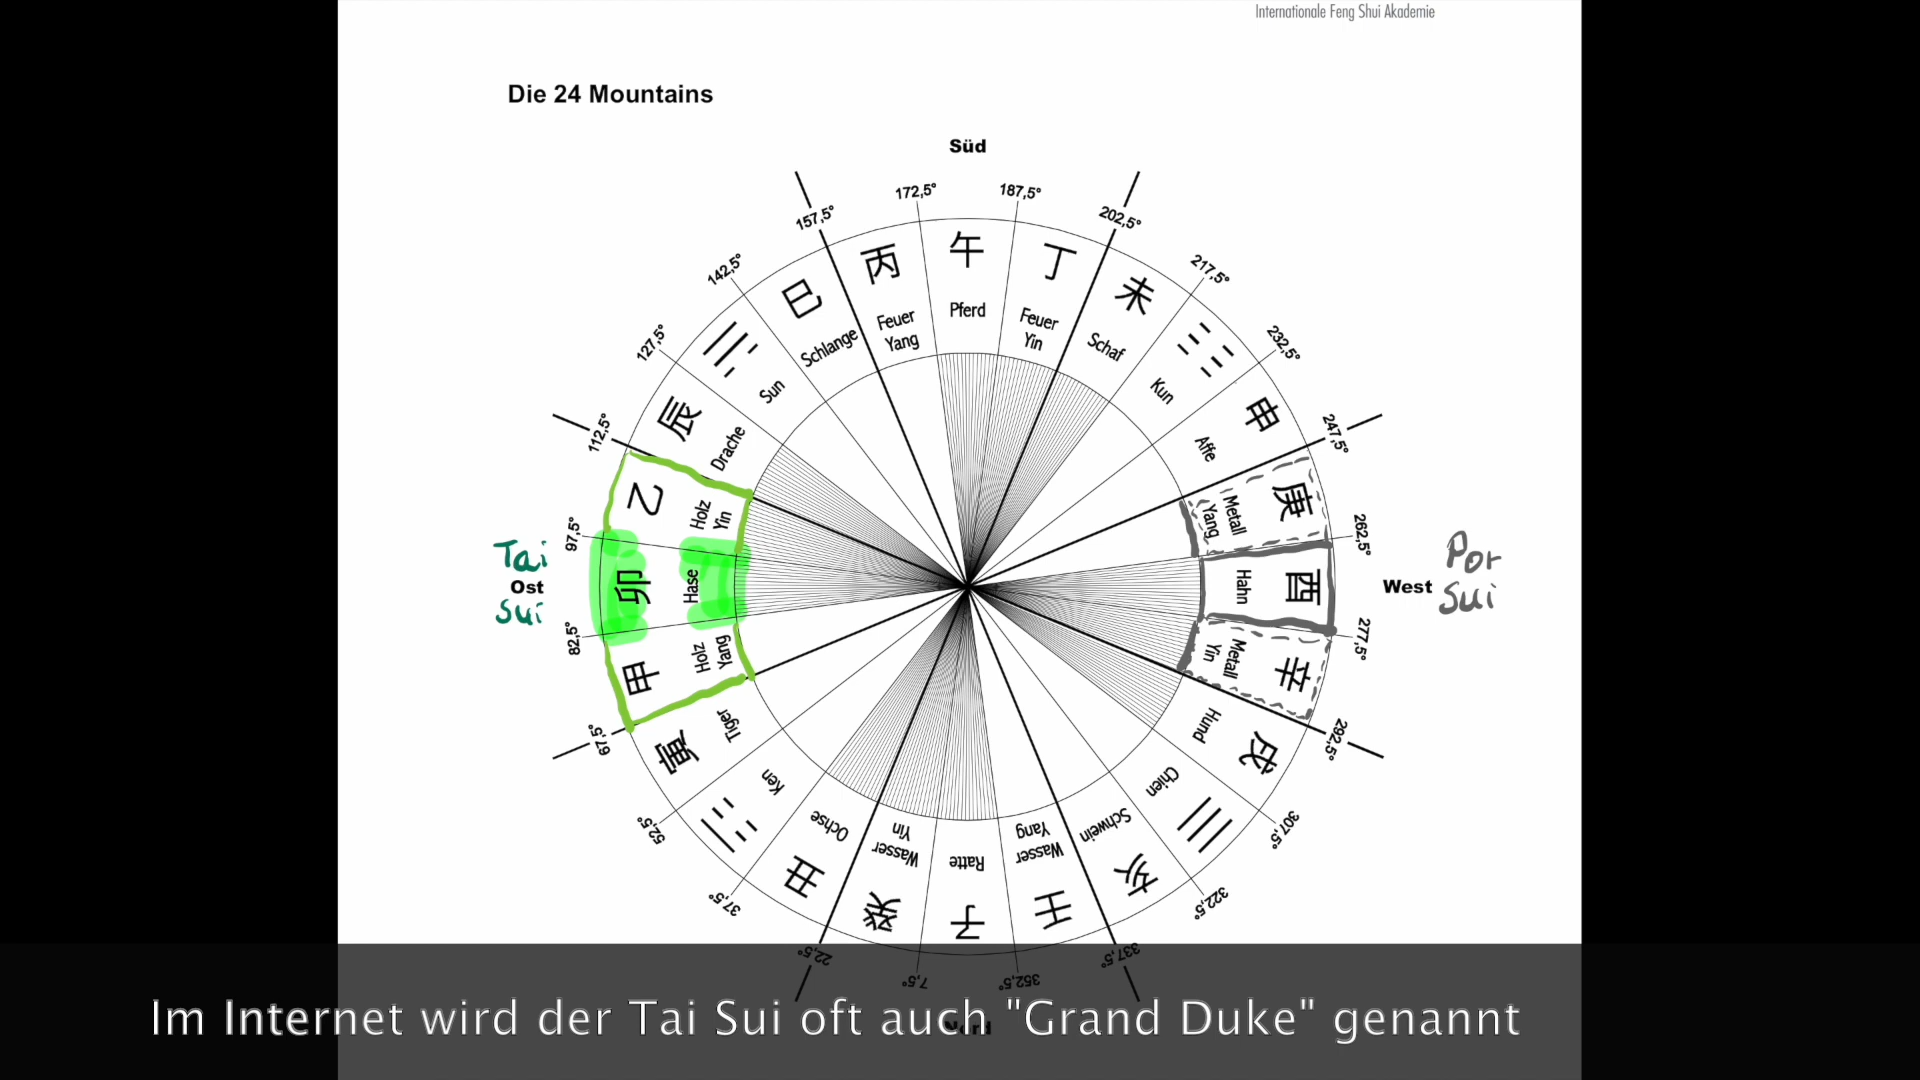 Internationale Feng Shui Akademie
Die 24 Mountains
Süd
172,5°
187,5°
157,5°
202,5°
142,5°
217,5°
127,5°
232,5°
112,5°
247,5°
97,5°
262,5°
82,5°
277,5°
67,5°
292,5°
52,5°
307,5°
37,5°
322,5°
22,5°
337,5°
7,5°
352,5°
午
Pferd
丁
Feuer
Yin
未
Schaf
Kun
申
Affe
庚
Metall
Yang
酉
Hahn
辛
Metall
Yin
戌
Hund
Chien
亥
Schwein
壬
Wasser
Yang
子
Ratte
癸
Wasser
Yin
丑
Ochse
Ken
寅
Tiger
甲
Holz
Yang
卯
Hase
乙
Holz
Yin
辰
Drache
Sun
巳
Schlange
丙
Feuer
Yang
Tai
Ost
Sui
West
Por
Sui
Nord
Im Internet wird der Tai Sui oft auch "Grand Duke" genannt